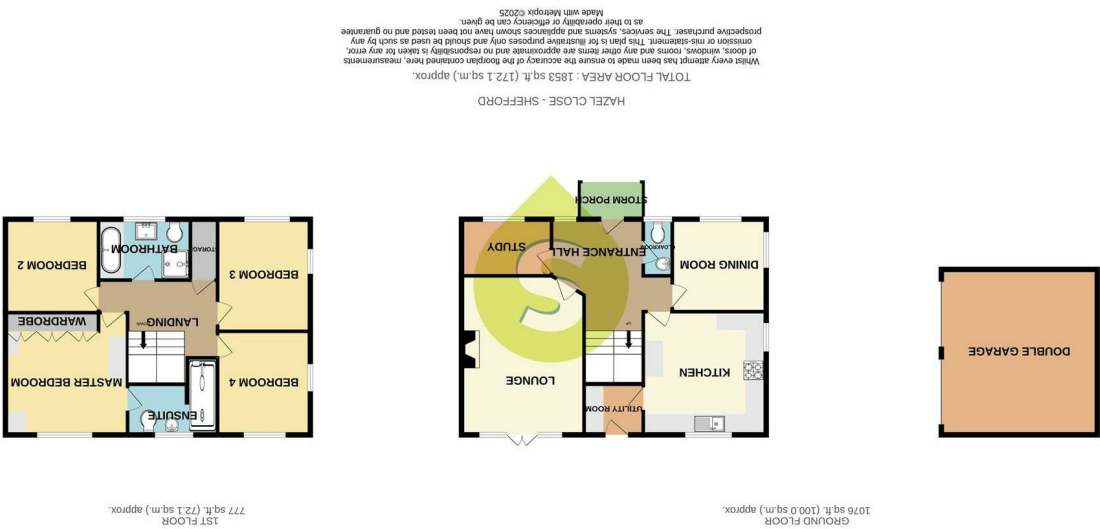 GROUND FLOOR
1076 sq.ft. (100.0 sq.m.) approx.
1ST FLOOR
777 sq.ft. (72.1 sq.m.) approx.
DOUBLE GARAGE
UTILITY ROOM
KITCHEN
LOUNGE
UP
DINING ROOM
CLOAKROOM
ENTRANCE HALL
STUDY
STORM PORCH
S
ENSUITE
BEDROOM 4
MASTER BEDROOM
DOWN
LANDING
WARDROBE
BEDROOM 3
BEDROOM 2
STORAGE
BATHROOM
HAZEL CLOSE - SHEFFORD
TOTAL FLOOR AREA : 1853 sq.ft. (172.1 sq.m.) approx.
Whilst every attempt has been made to ensure the accuracy of the floorplan contained here, measurements
of doors, windows, rooms and any other items are approximate and no responsibility is taken for any error,
omission or mis-statement. This plan is for illustrative purposes only and should be used as such by any
prospective purchaser. The services, systems and appliances shown have not been tested and no guarantee
as to their operability or efficiency can be given.
Made with Metropix ©2025